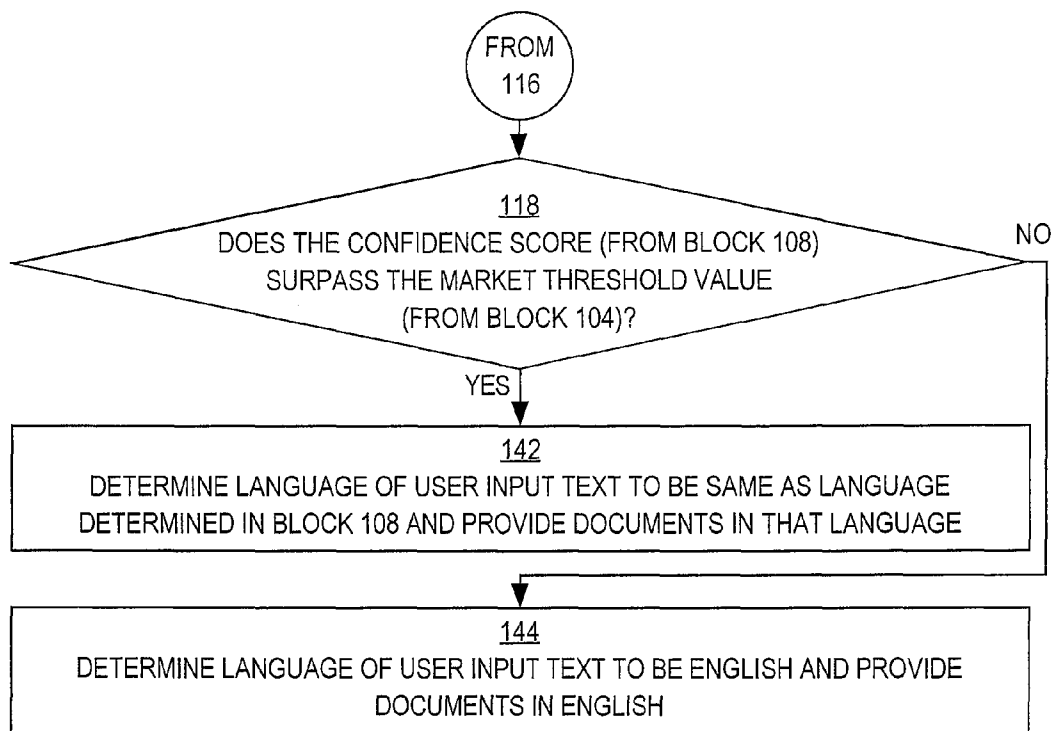 FROM
116
118
DOES THE CONFIDENCE SCORE (FROM BLOCK 108)
SURPASS THE MARKET THRESHOLD VALUE
(FROM BLOCK 104)?
NO
YES
142
DETERMINE LANGUAGE OF USER INPUT TEXT TO BE SAME AS LANGUAGE
DETERMINED IN BLOCK 108 AND PROVIDE DOCUMENTS IN THAT LANGUAGE
144
DETERMINE LANGUAGE OF USER INPUT TEXT TO BE ENGLISH AND PROVIDE
DOCUMENTS IN ENGLISH